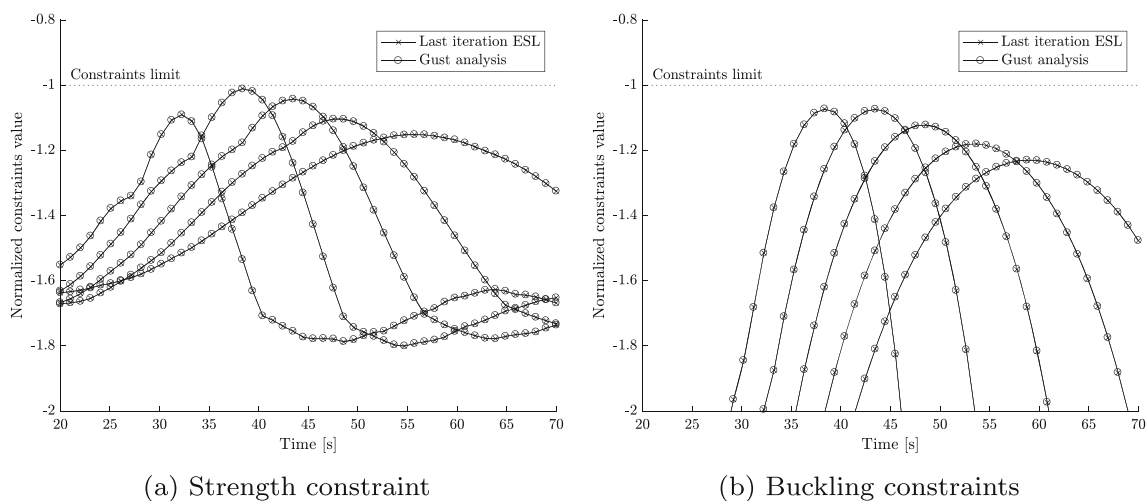 -0.8
-1
-1.2
-1.4
-1.6
-1.8
-2
Normalized constraints value
Constraints limit
Last iteration ESL
Gust analysis
20 25 30 35 40 45 50 55 60 65 70
Time [s]
(a) Strength constraint
-0.8
-1
-1.2
-1.4
-1.6
-1.8
-2
Normalized constraints value
Constraints limit
Last iteration ESL
Gust analysis
20 25 30 35 40 45 50 55 60 65 70
Time [s]
(b) Buckling constraints